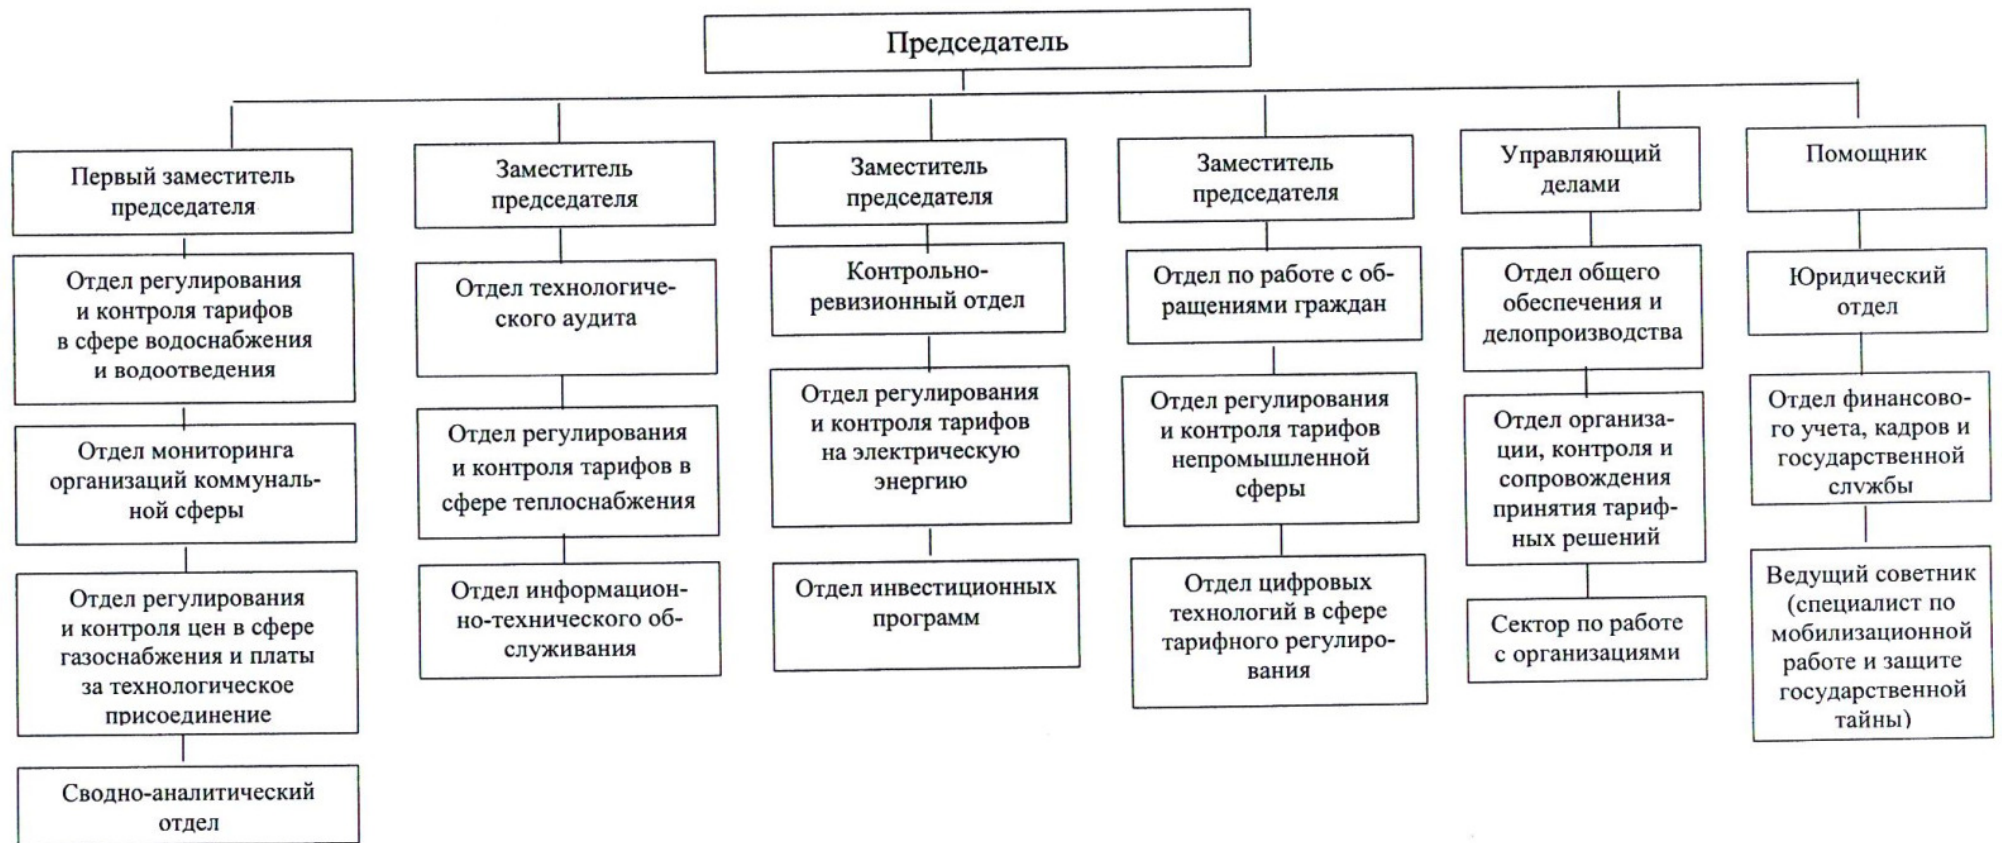 Председатель
Первый заместитель
председателя
Отдел регулирования
и контроля тарифов
в сфере водоснабжения
и водоотведения
Отдел мониторинга
организаций коммуналь-
ной сферы
Отдел регулирования
и контроля цен в сфере
газоснабжения и платы
за технологическое
присоединение
Сводно-аналитический
отдел
Заместитель
председателя
Отдел технологиче-
ского аудита
Отдел регулирования
и контроля тарифов в
сфере теплоснабжения
Отдел информацион-
но-технического об-
служивания
Заместитель
председателя
Контрольно-
ревизионный отдел
Отдел регулирования
и контроля тарифов
на электрическую
энергию
Отдел инвестиционных
программ
Заместитель
председателя
Отдел по работе с об-
ращениями граждан
Отдел регулирования
и контроля тарифов
непромышленной
сферы
Отдел цифровых
технологий в сфере
тарифного регулиро-
вания
Управляющий
делами
Отдел общего
обеспечения и
делопроизводства
Отдел организа-
ции, контроля и
сопровождения
принятия тариф-
ных решений
Сектор по работе
с организациями
Помощник
Юридический
отдел
Отдел финансово-
го учета, кадров и
государственной
службы
Ведущий советник
(специалист по
мобилизационной
работе и защите
государственной
тайны)